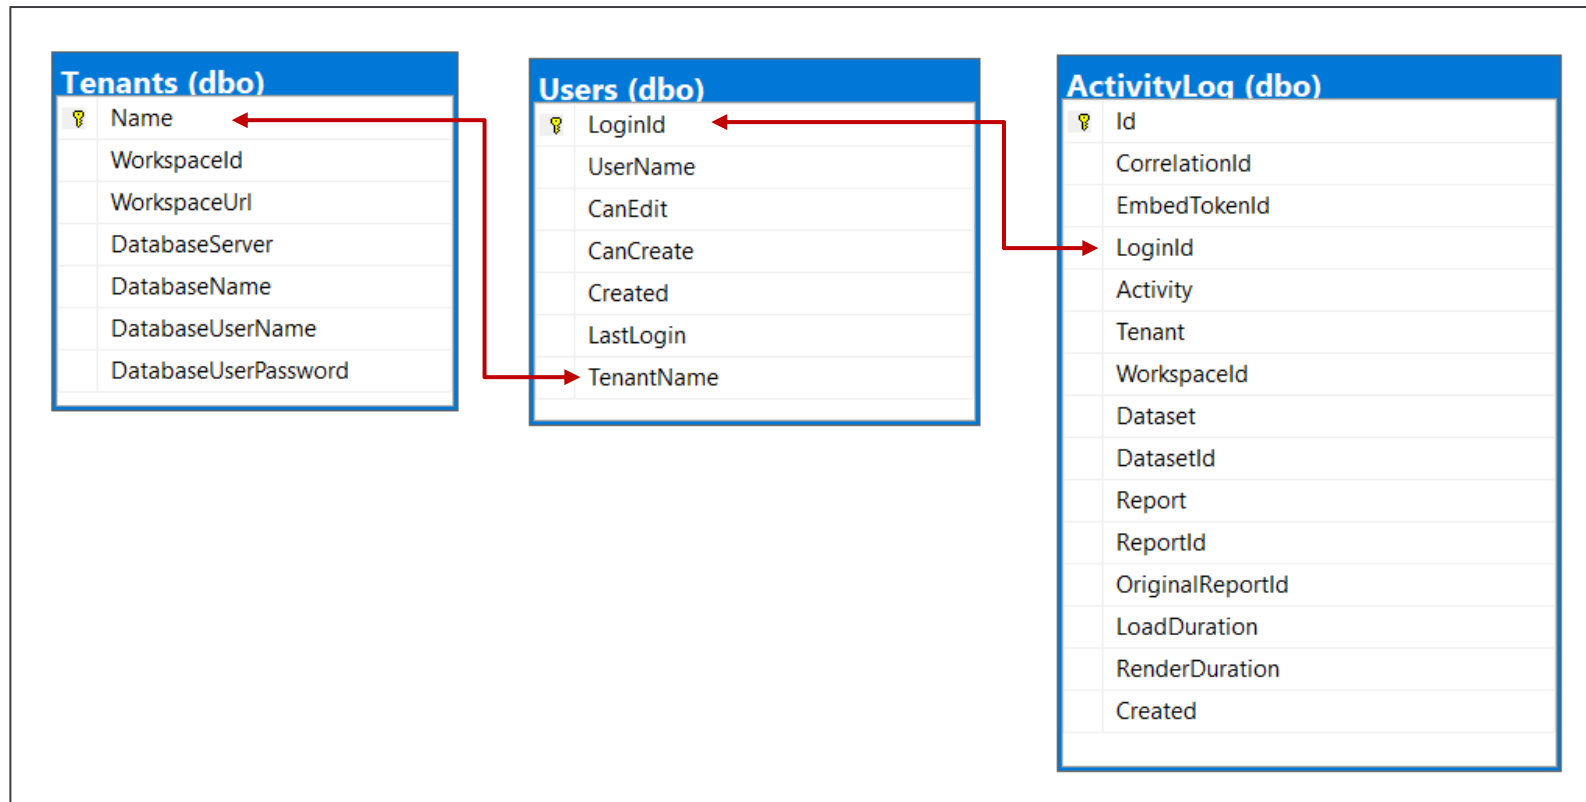 Tenants (dbo)
Name
WorkspaceId
WorkspaceUrl
DatabaseServer
DatabaseName
DatabaseUserName
DatabaseUserPassword
Users (dbo)
LoginId
UserName
CanEdit
CanCreate
Created
LastLogin
TenantName
ActivityLog (dbo)
Id
CorrelationId
EmbedTokenId
LoginId
Activity
Tenant
WorkspaceId
Dataset
DatasetId
Report
ReportId
OriginalReportId
LoadDuration
RenderDuration
Created